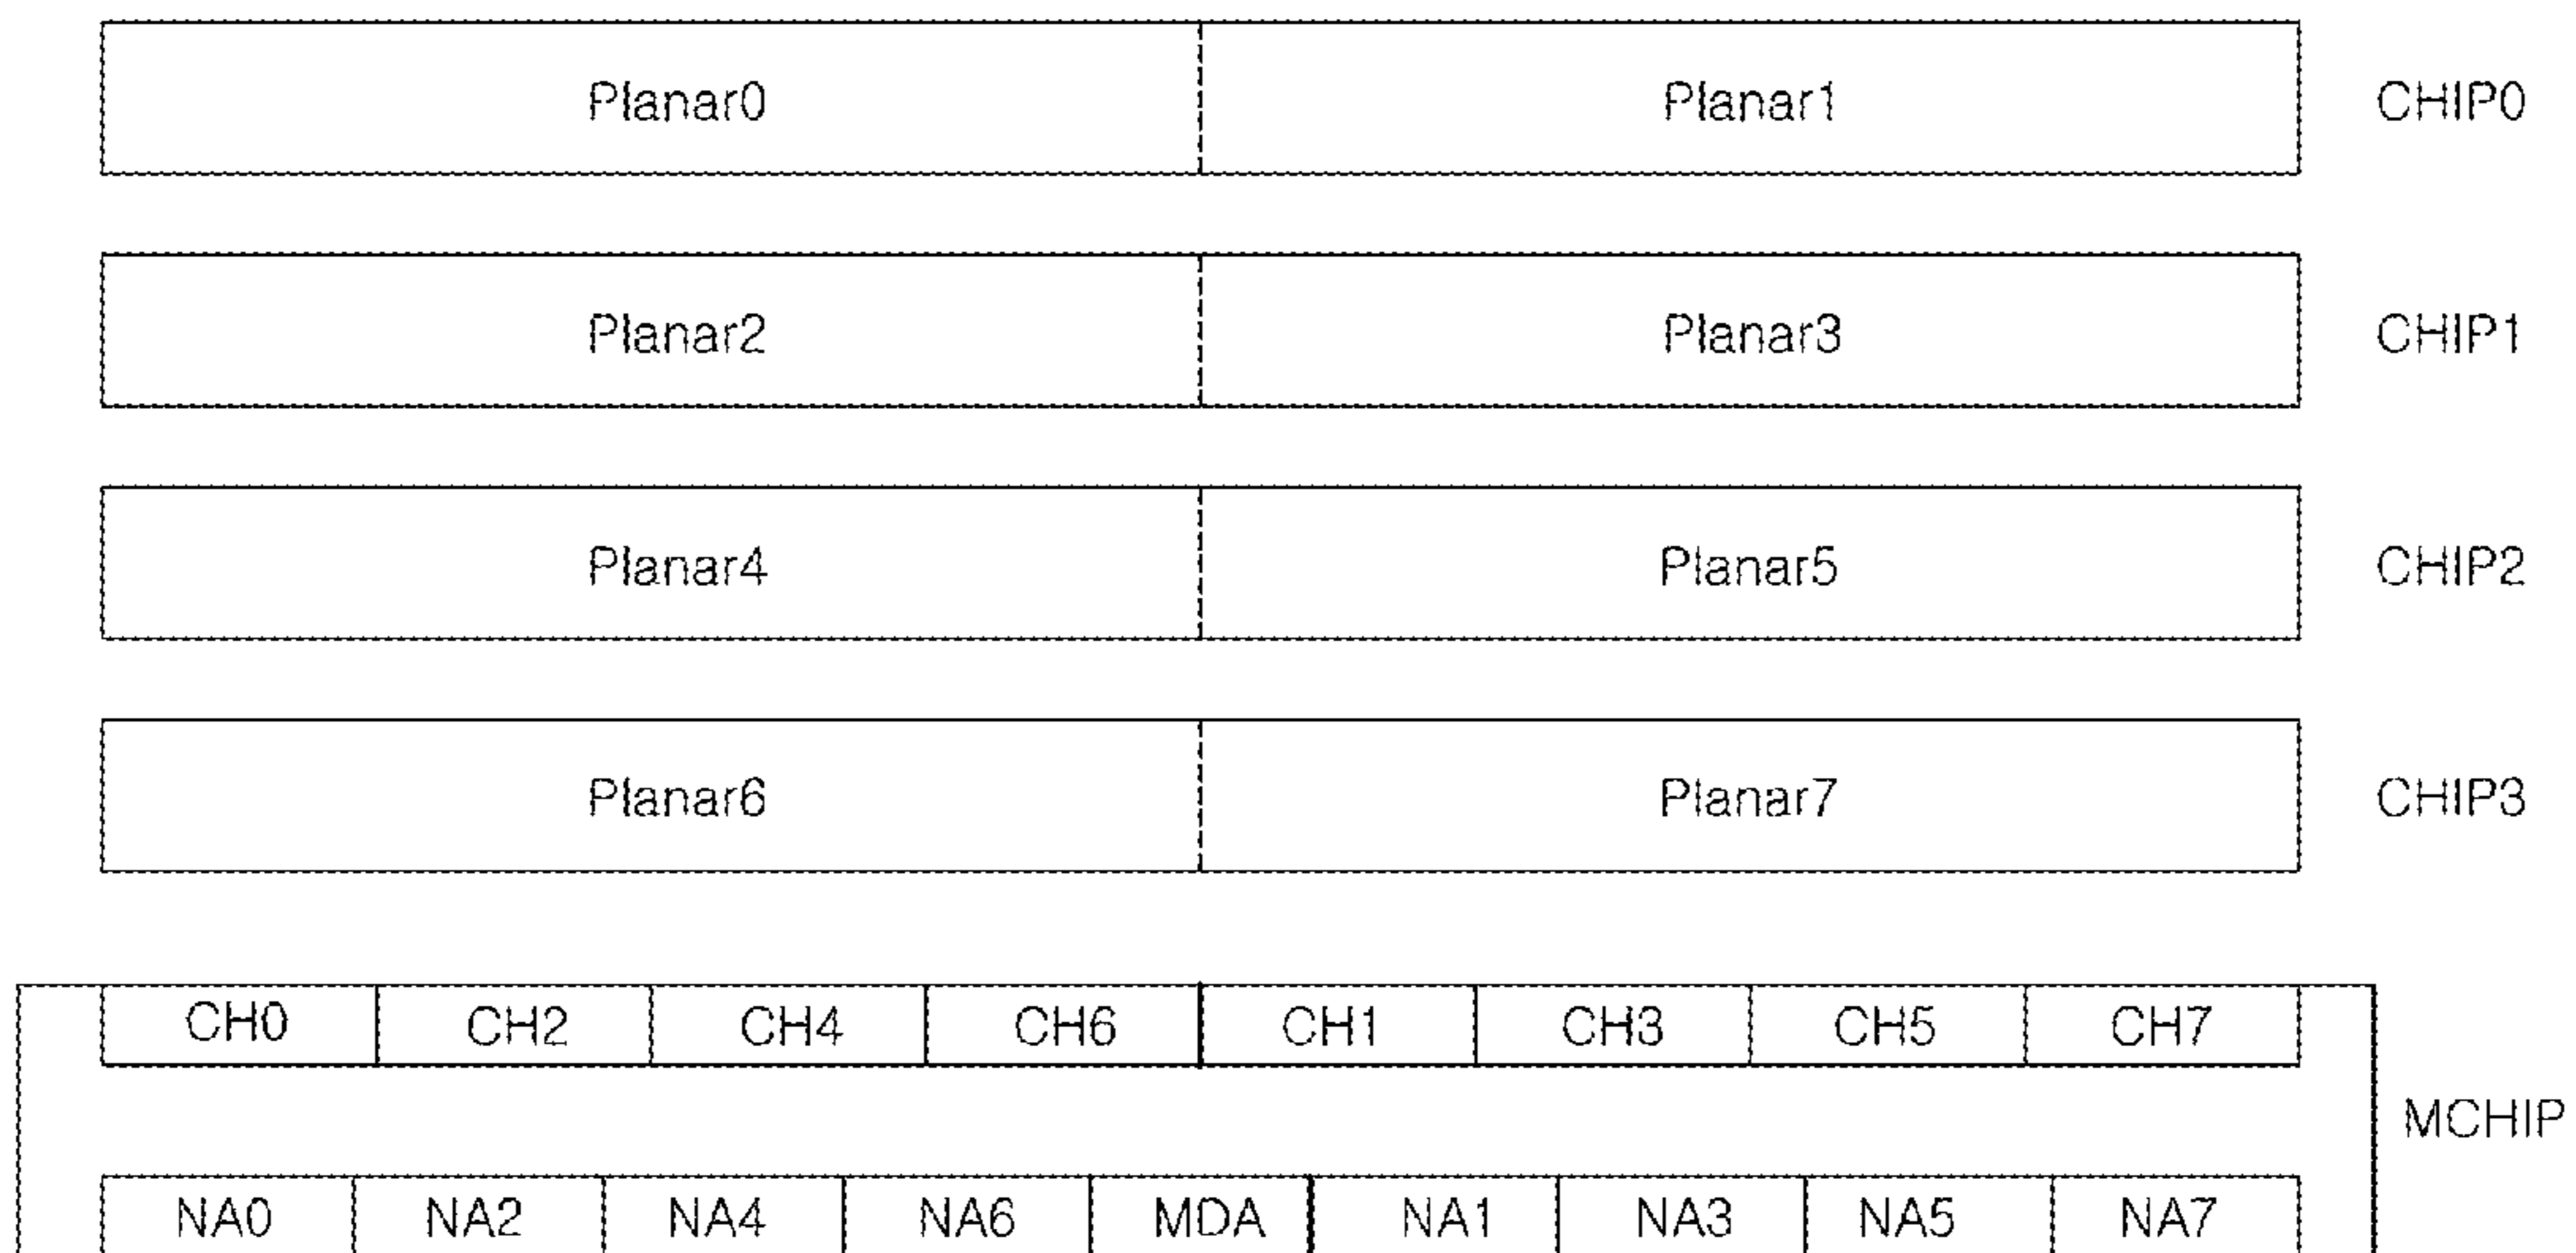 Planar0 Planar1 CHIP0
Planar2 Planar3 CHIP1
Planar4 Planar5 CHIP2
Planar6 Planar7 CHIP3
CH0 CH2 CH4 CH6 CH1 CH3 CH5 CH7
MCHIP
NA0 NA2 NA4 NA6 MDA NA1 NA3 NA5 NA7